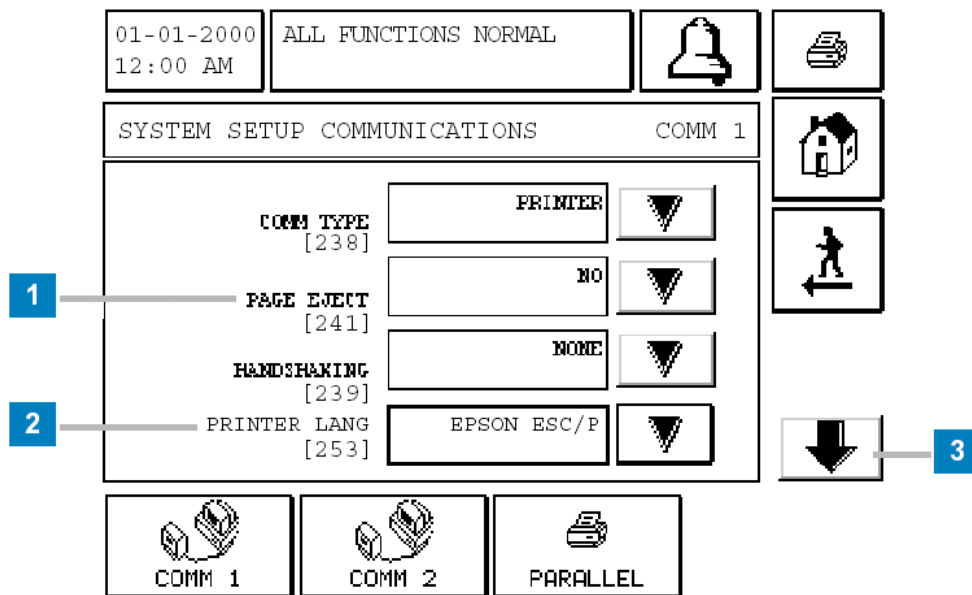 01-01-2000
12:00 AM
ALL FUNCTIONS NORMAL
SYSTEM SETUP COMMUNICATIONS COMM 1
COMM TYPE
[238]
PRINTER
1
PAGE EJECT
[241]
NO
HANDSHAKING
[239]
NONE
2
PRINTER LANG
[253]
EPSON ESC/P
3
COMM 1
COMM 2
PARALLEL